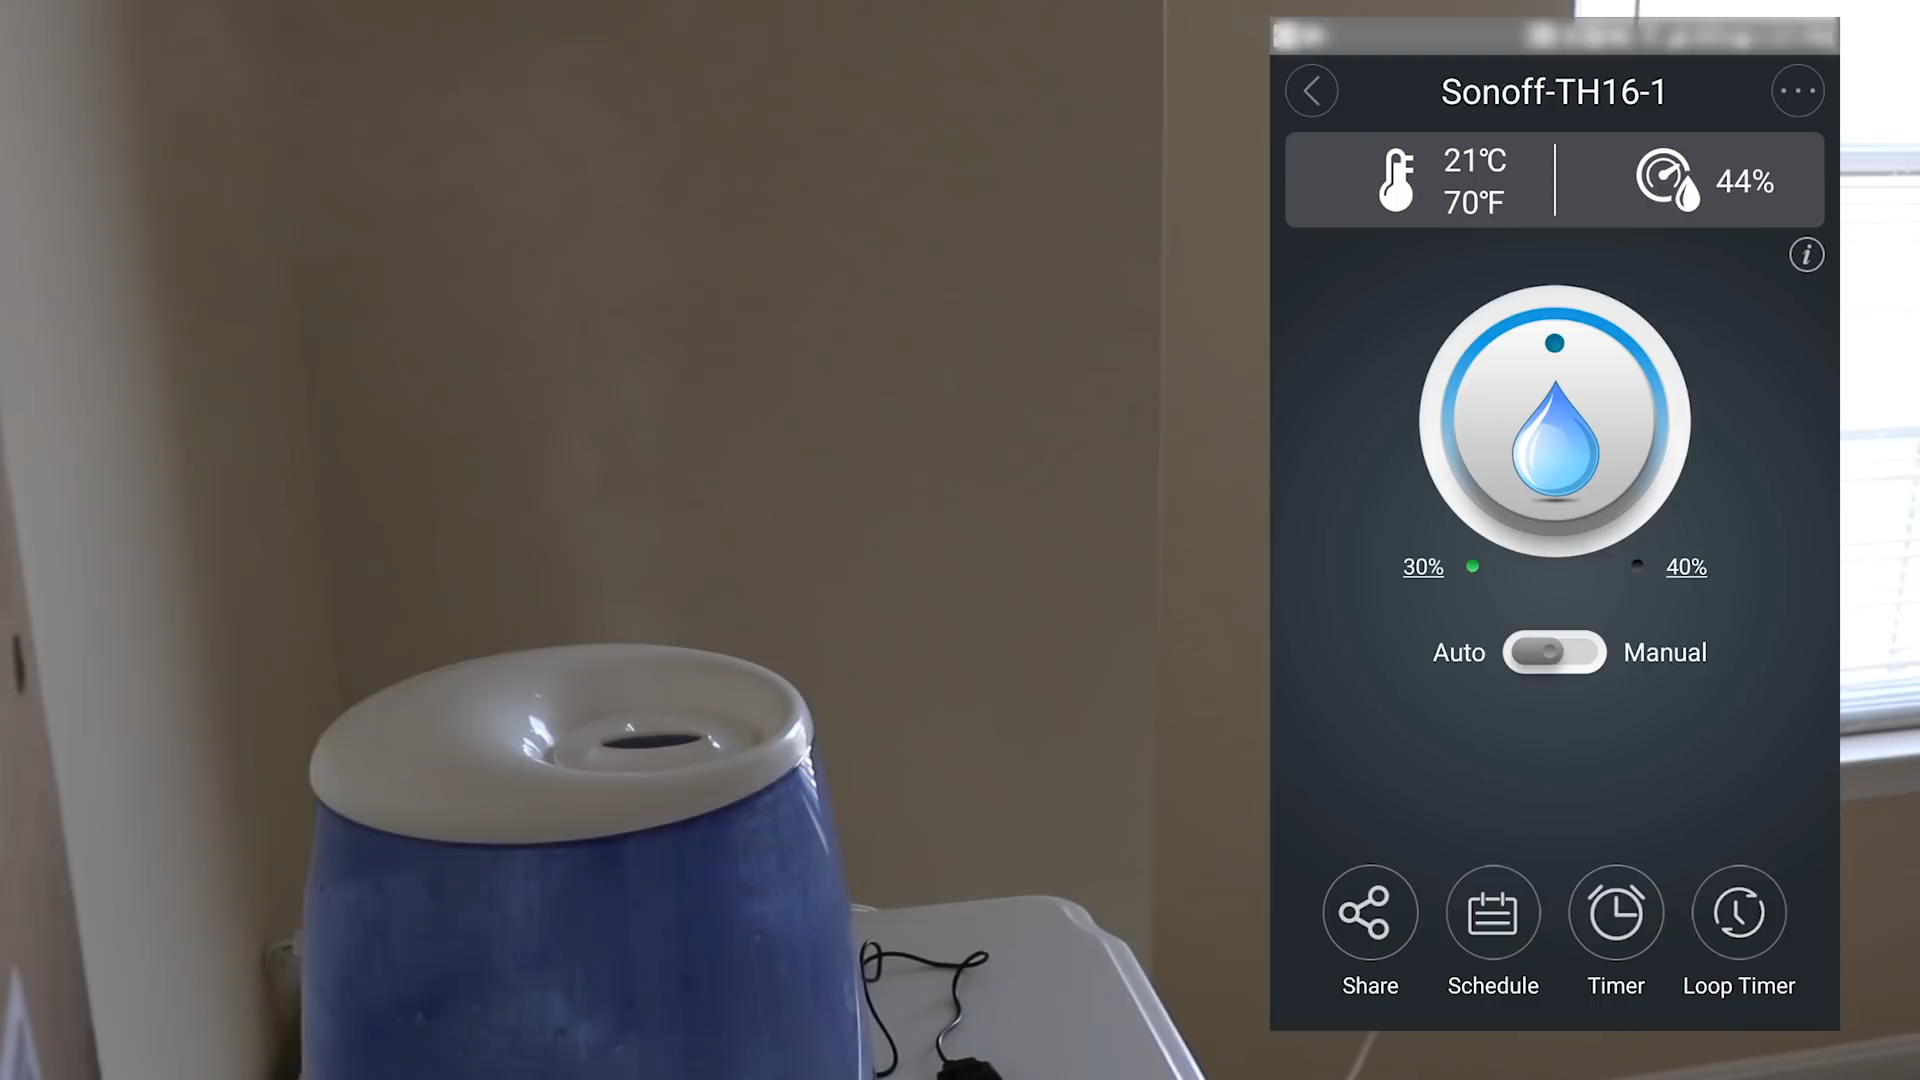 Sonoff-TH16-1
21℃
70℉
44%
i
30%
40%
Auto
Manual
Share
Schedule
Timer
Loop Timer